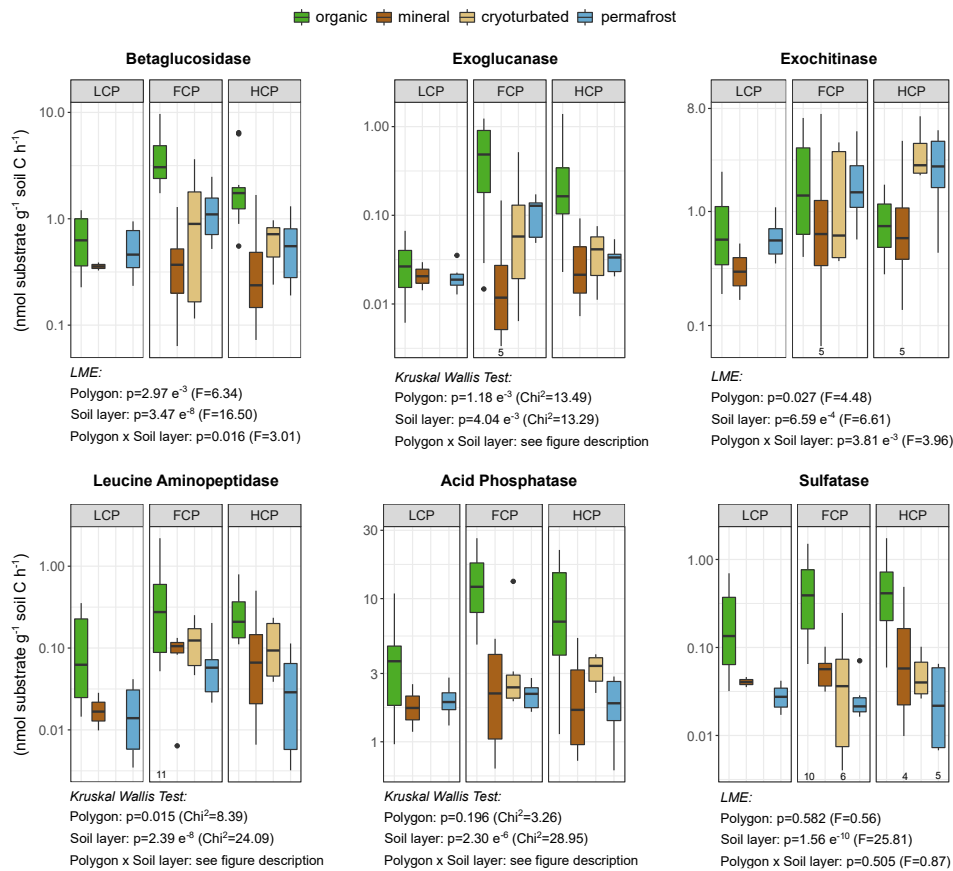 organic mineral cryoturbated permafrost
Betaglucosidase Exoglucanase Exochitinase
LCP FCP HCP LCP FCP HCP LCP FCP HCP
(nmol substrate g⁻¹ soil C h⁻¹)
10.0
1.0
0.1
1.00
0.10
0.01
5
8.0
1.0
0.1
5 5
LME:
Polygon: p=2.97 e⁻³ (F=6.34)
Soil layer: p=3.47 e⁻⁸ (F=16.50)
Polygon x Soil layer: p=0.016 (F=3.01)
Kruskal Wallis Test:
Polygon: p=1.18 e⁻³ (Chi²=13.49)
Soil layer: p=4.04 e⁻³ (Chi²=13.29)
Polygon x Soil layer: see figure description
LME:
Polygon: p=0.027 (F=4.48)
Soil layer: p=6.59 e⁻⁴ (F=6.61)
Polygon x Soil layer: p=3.81 e⁻³ (F=3.96)
Leucine Aminopeptidase Acid Phosphatase Sulfatase
LCP FCP HCP LCP FCP HCP LCP FCP HCP
(nmol substrate g⁻¹ soil C h⁻¹)
1.00
0.10
0.01
11
30
10
3
1
1.00
0.10
0.01
10 6 4 5
Kruskal Wallis Test:
Polygon: p=0.015 (Chi²=8.39)
Soil layer: p=2.39 e⁻⁸ (Chi²=24.09)
Polygon x Soil layer: see figure description
Kruskal Wallis Test:
Polygon: p=0.196 (Chi²=3.26)
Soil layer: p=2.30 e⁻⁶ (Chi²=28.95)
Polygon x Soil layer: see figure description
LME:
Polygon: p=0.582 (F=0.56)
Soil layer: p=1.56 e⁻¹⁰ (F=25.81)
Polygon x Soil layer: p=0.505 (F=0.87)